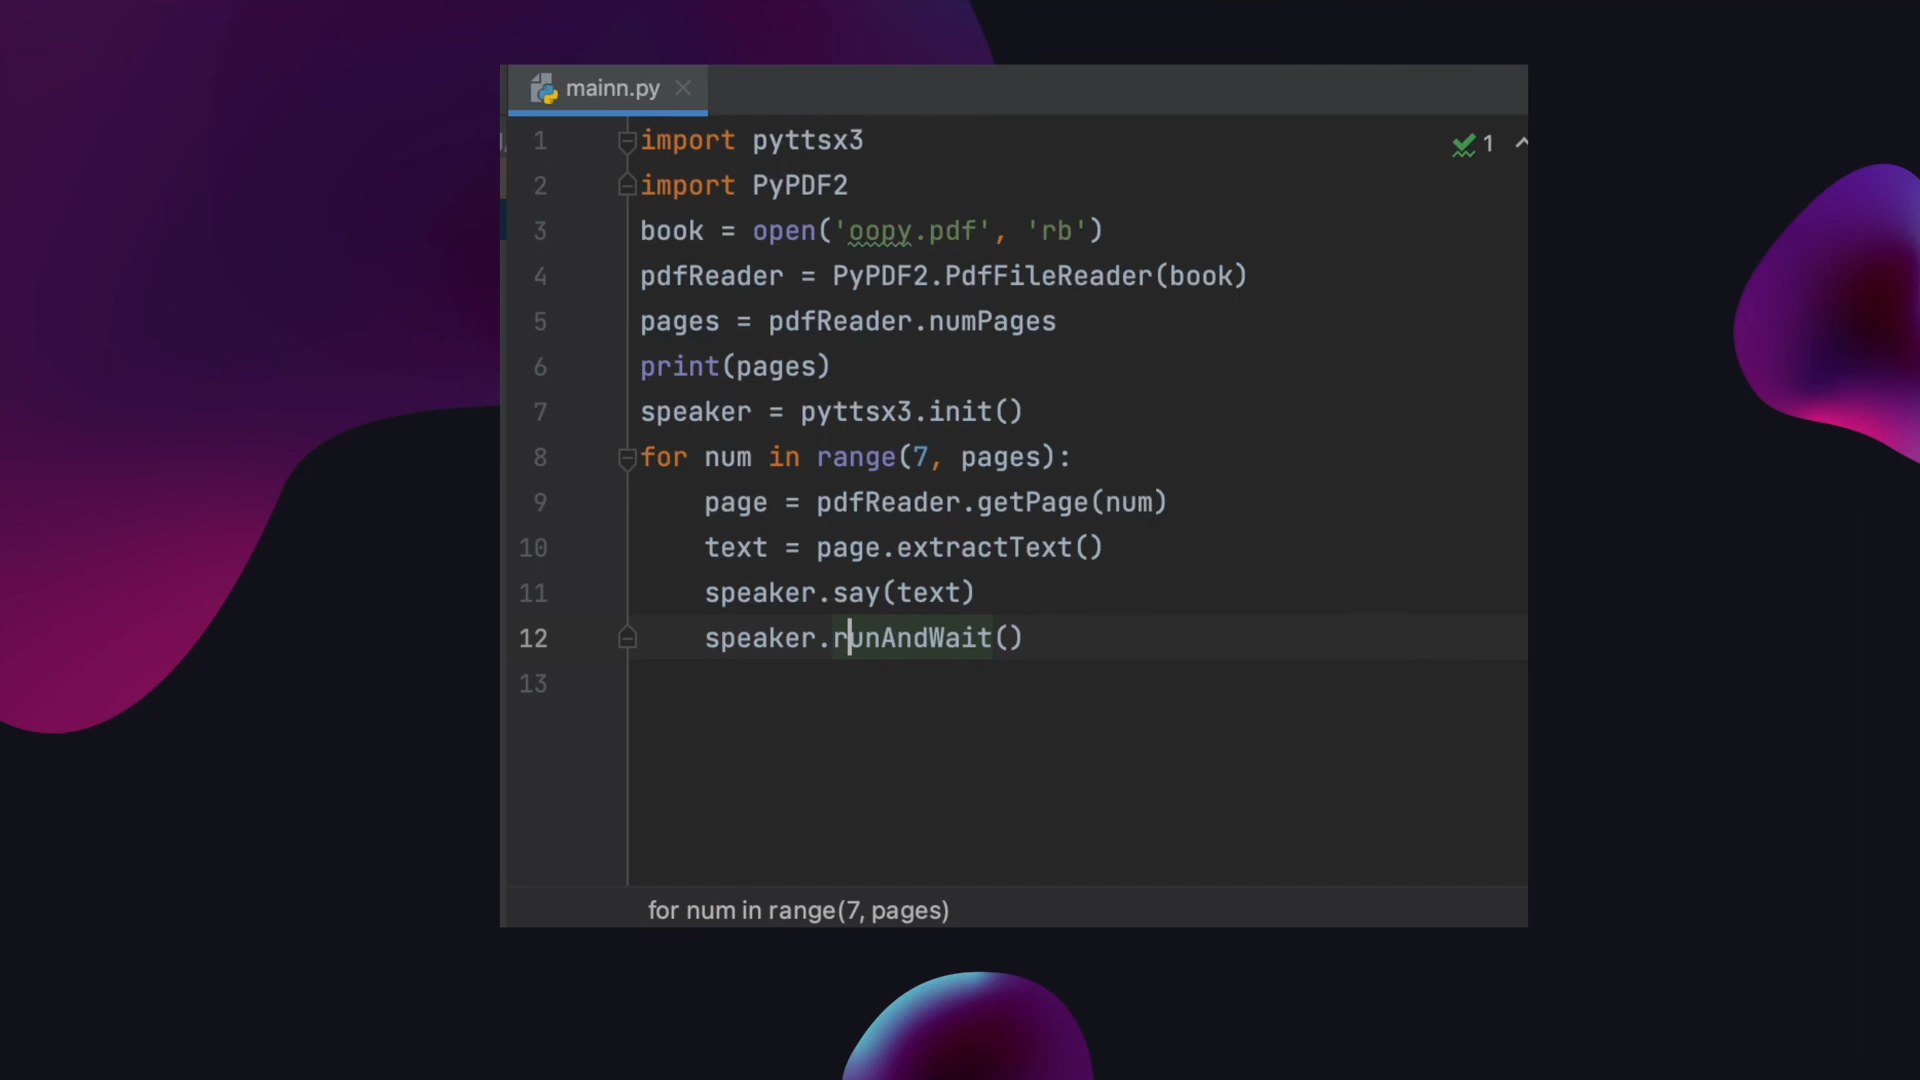 mainn.py
1 import pyttsx3
2 import PyPDF2
3 book = open('oopy.pdf', 'rb')
4 pdfReader = PyPDF2.PdfFileReader(book)
5 pages = pdfReader.numPages
6 print(pages)
7 speaker = pyttsx3.init()
8 for num in range(7, pages):
9     page = pdfReader.getPage(num)
10     text = page.extractText()
11     speaker.say(text)
12     speaker.runAndWait()
13
1
for num in range(7, pages)